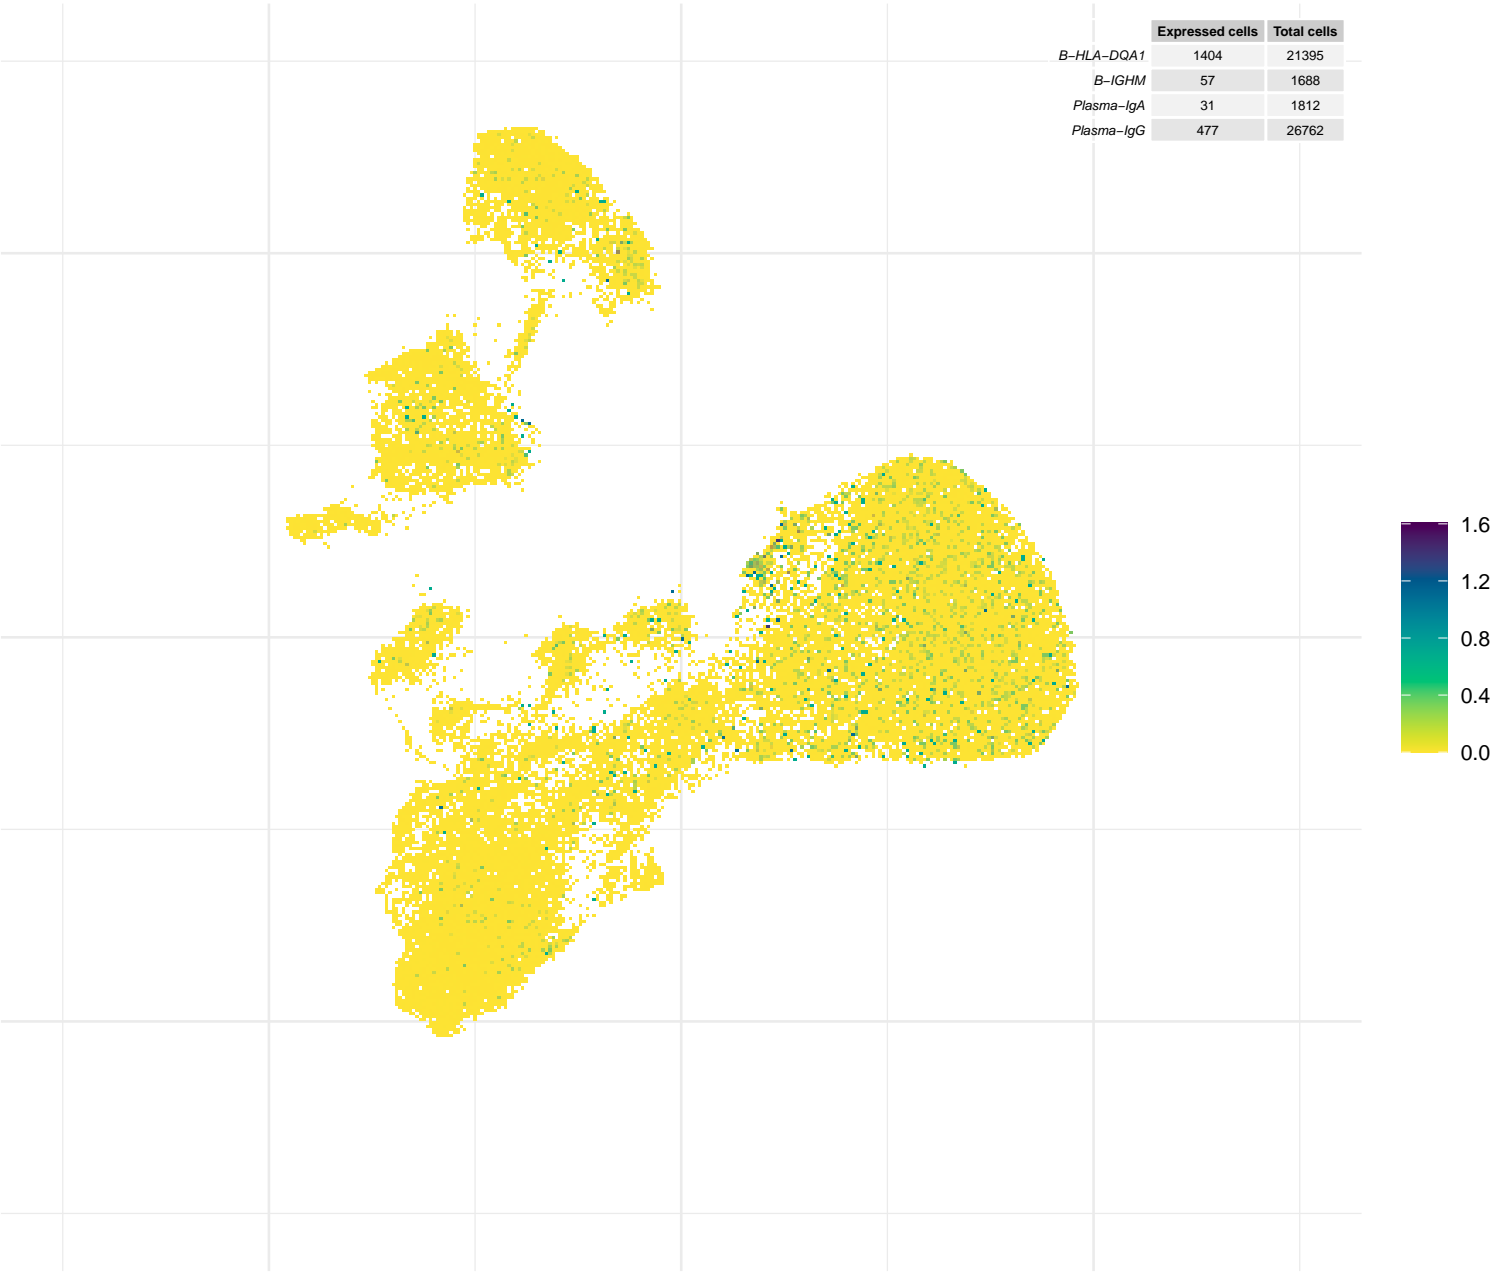 Expressed cells Total cells
B-HLA-DQA1 1404 21395
B-IGHM 57 1688
Plasma-IgA 31 1812
Plasma-IgG 477 26762
1.6
1.2
0.8
0.4
0.0